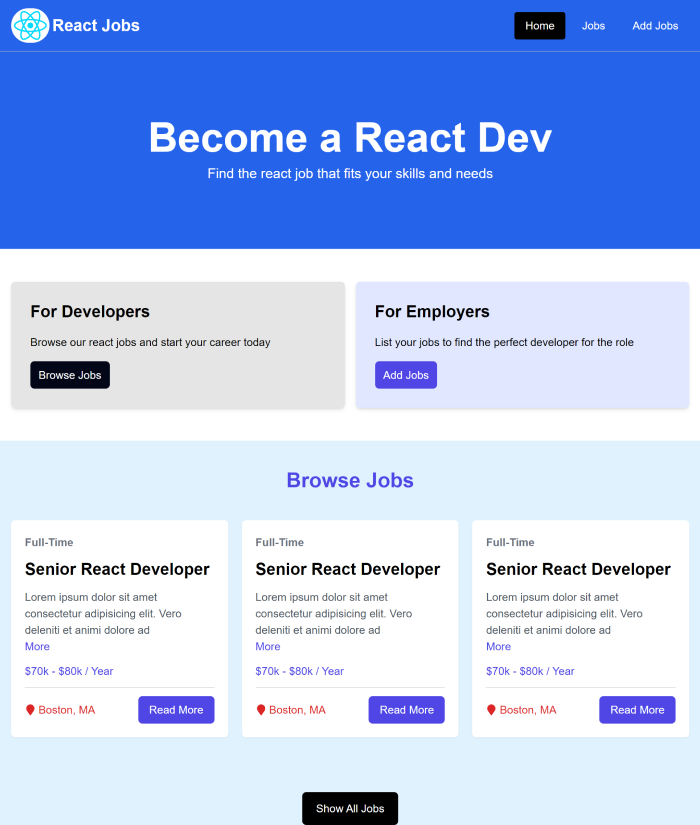 React Jobs
Home
Jobs
Add Jobs
Become a React Dev
Find the react job that fits your skills and needs
For Developers
Browse our react jobs and start your career today
Browse Jobs
For Employers
List your jobs to find the perfect developer for the role
Add Jobs
Browse Jobs
Full-Time
Senior React Developer
Lorem ipsum dolor sit amet
consectetur adipisicing elit. Vero
deleniti et animi dolore ad
More
$70k - $80k / Year
Boston, MA
Read More
Full-Time
Senior React Developer
Lorem ipsum dolor sit amet
consectetur adipisicing elit. Vero
deleniti et animi dolore ad
More
$70k - $80k / Year
Boston, MA
Read More
Full-Time
Senior React Developer
Lorem ipsum dolor sit amet
consectetur adipisicing elit. Vero
deleniti et animi dolore ad
More
$70k - $80k / Year
Boston, MA
Read More
Show All Jobs